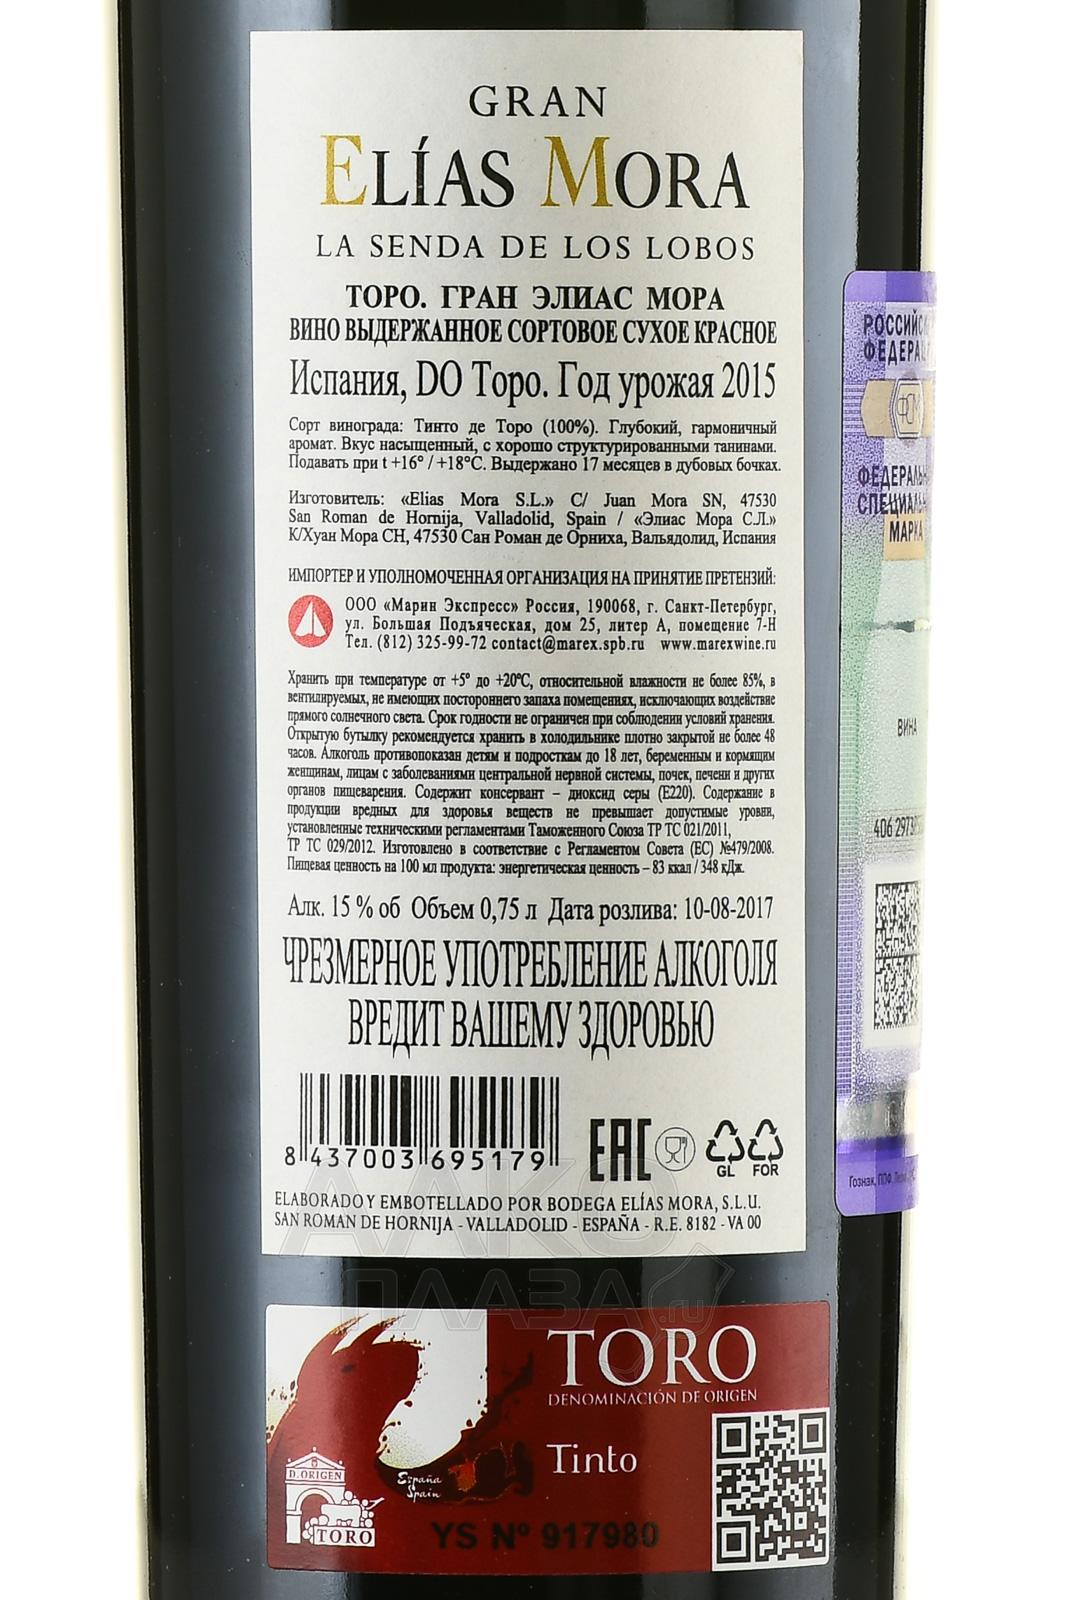 GRAN
ELÍAS MORA
LA SENDA DE LOS LOBOS
ТОРО. ГРАН ЭЛИАС МОРА
ВИНО ВЫДЕРЖАННОЕ СОРТОВОЕ СУХОЕ КРАСНОЕ
Испания, DO Торо. Год урожая 2015
Сорт винограда: Тинто де Торо (100%). Глубокий, гармоничный
аромат. Вкус насыщенный, с хорошо структурированными танинами.
Подавать при t +16° / +18°С. Выдержано 17 месяцев в дубовых бочках.
Изготовитель: «Elias Mora S.L.» C/ Juan Mora SN, 47530
San Roman de Hornija, Valladolid, Spain / «Элиас Мора С.Л.»
К/Хуан Мора СН, 47530 Сан Роман де Орниха, Вальядолид, Испания
ИМПОРТЕР И УПОЛНОМОЧЕННАЯ ОРГАНИЗАЦИЯ НА ПРИНЯТИЕ ПРЕТЕНЗИЙ:
ООО «Марин Экспресс» Россия, 190068, г. Санкт-Петербург,
ул. Большая Подъяческая, дом 25, литер А, помещение 7-Н
Тел. (812) 325-99-72 contact@marex.spb.ru www.marexwine.ru
Хранить при температуре от +5° до +20°С, относительной влажности не более 85%, в
вентилируемых, не имеющих постороннего запаха помещениях, исключающих воздействие
прямого солнечного света. Срок годности не ограничен при соблюдении условий хранения.
Открытую бутылку рекомендуется хранить в холодильнике плотно закрытой не более 48
часов. Алкоголь противопоказан детям и подросткам до 18 лет, беременным и кормящим
женщинам, лицам с заболеваниями центральной нервной системы, почек, печени и других
органов пищеварения. Содержит консервант – диоксид серы (Е220). Содержание в
продукции вредных для здоровья веществ не превышает допустимые уровни,
установленные техническими регламентами Таможенного Союза ТР ТС 021/2011,
ТР ТС 029/2012. Изготовлено в соответствие с Регламентом Совета (ЕС) №479/2008.
Пищевая ценность на 100 мл продукта: энергетическая ценность – 83 ккал / 348 кДж.
Алк. 15 % об Объем 0,75 л Дата розлива: 10-08-2017
ЧРЕЗМЕРНОЕ УПОТРЕБЛЕНИЕ АЛКОГОЛЯ
ВРЕДИТ ВАШЕМУ ЗДОРОВЬЮ
8 437003 695179
EAC
GL FOR
ELABORADO Y EMBOTELLADO POR BODEGA ELÍAS MORA, S.L.U.
SAN ROMAN DE HORNIJA - VALLADOLID - ESPAÑA - R.E. 8182 - VA 00
АЛКО
ПЛАЗА.ru
TORO
DENOMINACIÓN DE ORIGEN
Tinto
España
Spain
D. ORIGEN
TORO
YS Nº 917980
ФСМ
МАРКА
ВИНА